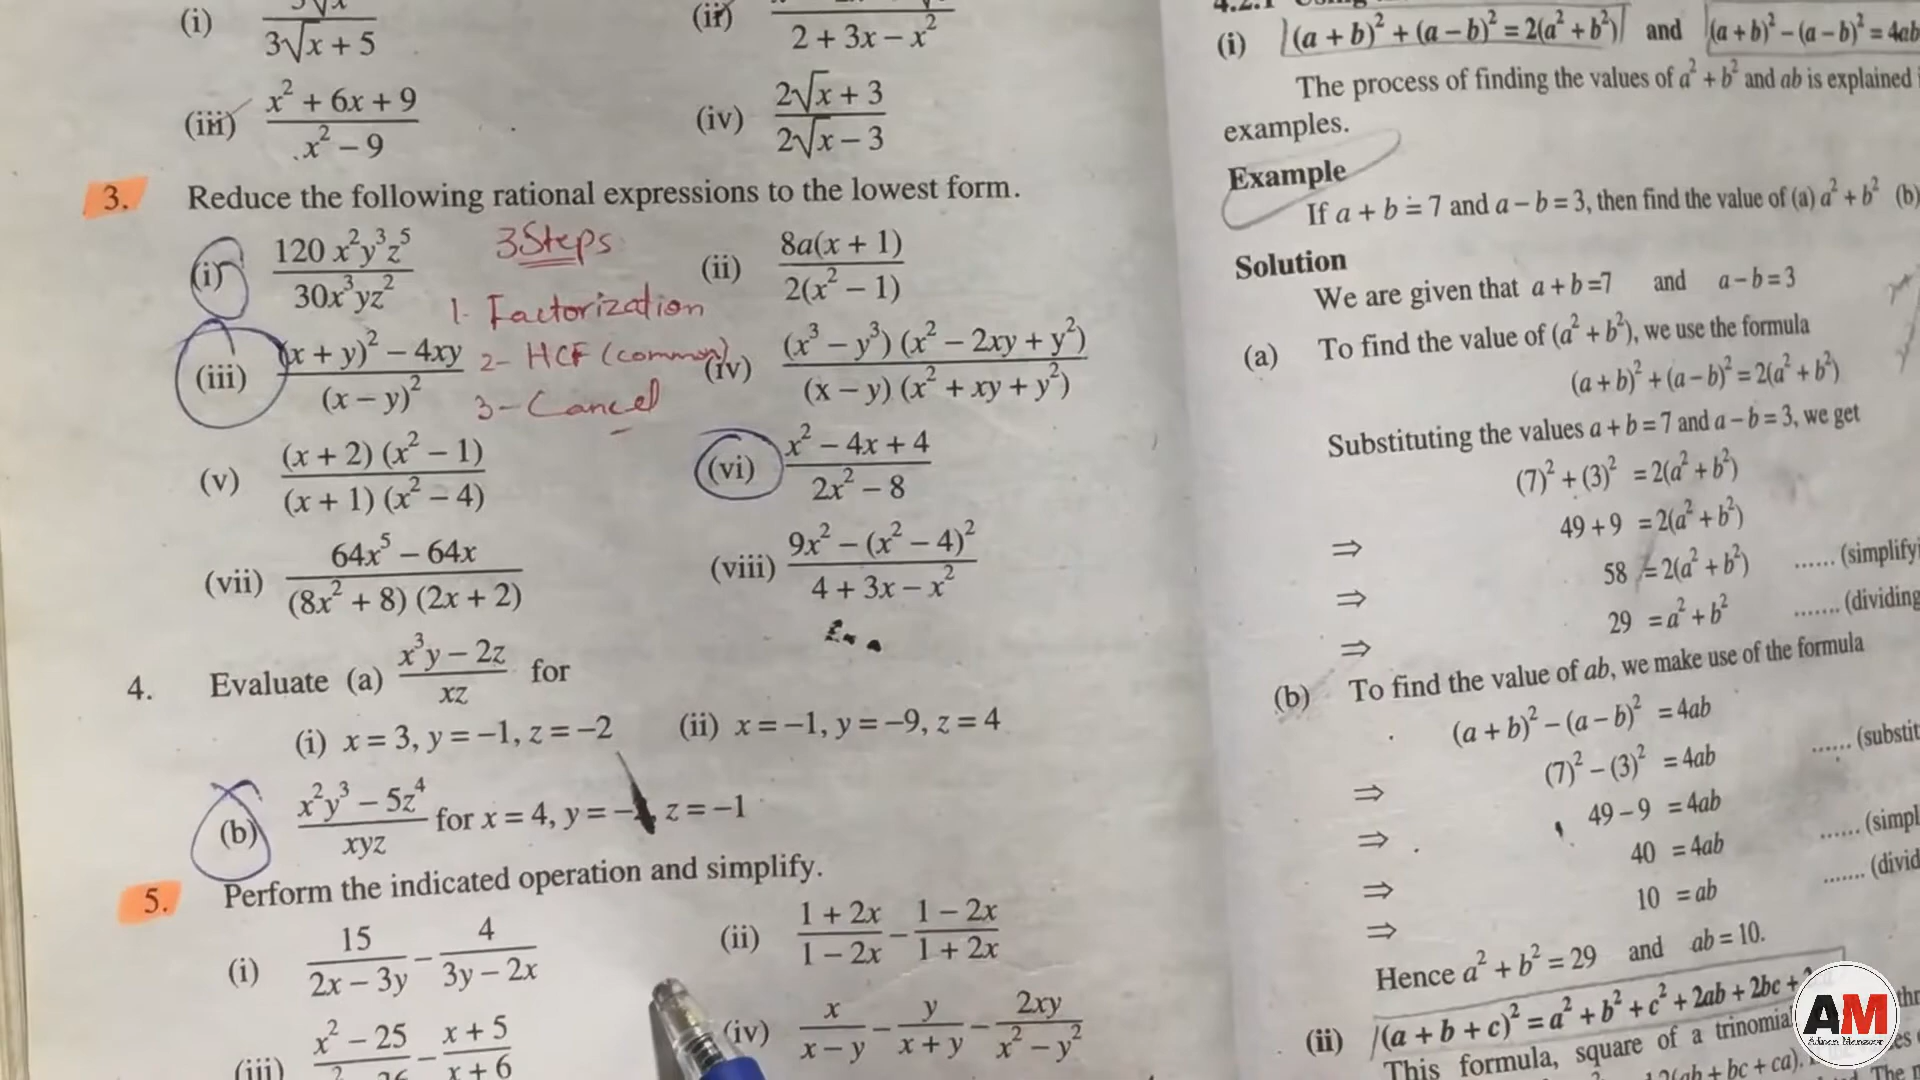 (i) 3√x / 3√x + 5 (ii) 2 + 3x − x²
(iii) x² + 6x + 9 / x² − 9 (iv) 2√x + 3 / 2√x − 3
3. Reduce the following rational expressions to the lowest form.
(i) 120 x²y³z⁵ / 30x³yz² 3 Steps (ii) 8a(x + 1) / 2(x² − 1)
1- Factorization
(iii) (x + y)² − 4xy / (x − y)² 2- HCF (common) (iv) (x³ − y³) (x² − 2xy + y²) / (x − y) (x² + xy + y²)
3- Cancel
(v) (x + 2) (x² − 1) / (x + 1) (x² − 4) (vi) x² − 4x + 4 / 2x² − 8
(vii) 64x⁵ − 64x / (8x² + 8) (2x + 2) (viii) 9x² − (x² − 4)² / 4 + 3x − x²
4. Evaluate (a) x³y − 2z / xz for
(i) x = 3, y = −1, z = −2 (ii) x = −1, y = −9, z = 4
(b) x²y³ − 5z⁴ / xyz for x = 4, y = − , z = −1
5. Perform the indicated operation and simplify.
(i) 15 / 2x − 3y − 4 / 3y − 2x (ii) 1 + 2x / 1 − 2x − 1 − 2x / 1 + 2x
(iii) x² − 25 / − x + 5 / x + 6 (iv) x / x − y − y / x + y − 2xy / x² − y²
4.2.1
(i) (a + b)² + (a − b)² = 2(a² + b²) and (a + b)² − (a − b)² = 4ab
The process of finding the values of a² + b² and ab is explained
examples.
Example
If a + b = 7 and a − b = 3, then find the value of (a) a² + b² (b)
Solution
We are given that a + b = 7 and a − b = 3
(a) To find the value of (a² + b²), we use the formula
(a + b)² + (a − b)² = 2(a² + b²)
Substituting the values a + b = 7 and a − b = 3, we get
(7)² + (3)² = 2(a² + b²)
⇒ 49 + 9 = 2(a² + b²)
⇒ 58 = 2(a² + b²) ...... (simplify
⇒ 29 = a² + b² ....... (dividing
(b) To find the value of ab, we make use of the formula
(a + b)² − (a − b)² = 4ab
⇒ (7)² − (3)² = 4ab ...... (substit
⇒ 49 − 9 = 4ab
⇒ 40 = 4ab ...... (simpl
⇒ 10 = ab ....... (divid
Hence a² + b² = 29 and ab = 10.
(ii) (a + b + c)² = a² + b² + c² + 2ab + 2bc +
This formula, square of a trinomial
(ab + bc + ca).
AM
Adnan Manzoor